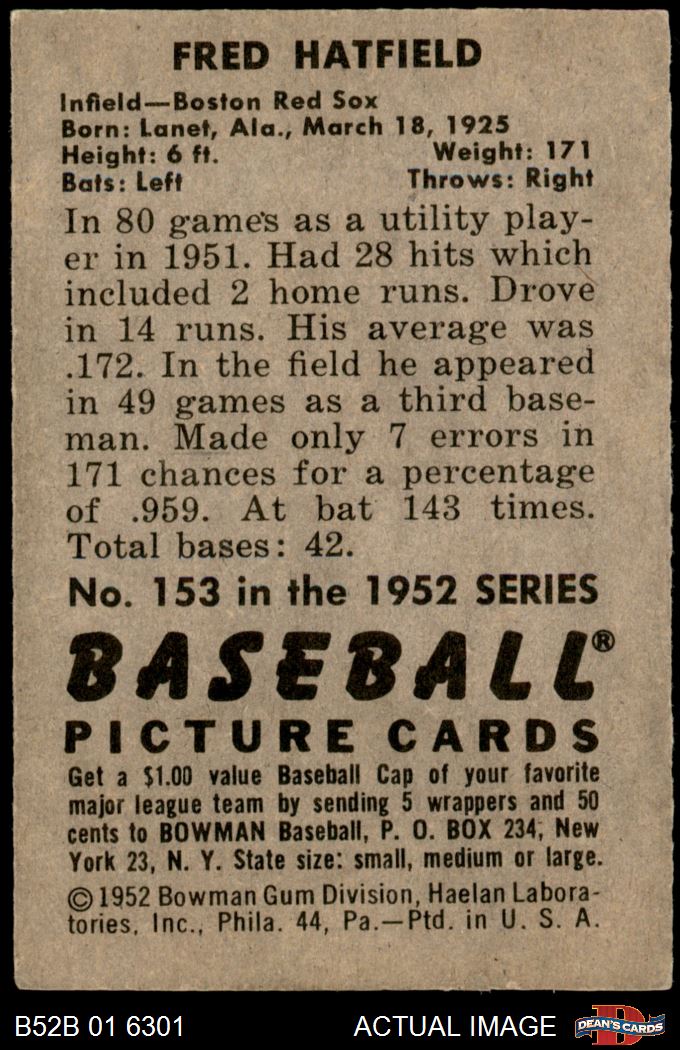 FRED HATFIELD
Infield—Boston Red Sox
Born: Lanet, Ala., March 18, 1925
Height: 6 ft. Weight: 171
Bats: Left Throws: Right
In 80 game's as a utility play-
er in 1951. Had 28 hits which
included 2 home runs. Drove
in 14 runs. His average was
.172. In the field he appeared
in 49 games as a third base-
man. Made only 7 errors in
171 chances for a percentage
of .959. At bat 143 times.
Total bases: 42.
No. 153 in the 1952 SERIES
BASEBALL®
PICTURE CARDS
Get a $1.00 value Baseball Cap of your favorite
major league team by sending 5 wrappers and 50
cents to BOWMAN Baseball, P. O. BOX 234, New
York 23, N. Y. State size: small, medium or large.
©1952 Bowman Gum Division, Haelan Labora-
tories, Inc., Phila. 44, Pa.—Ptd. in U. S. A.
B52B 01 6301 ACTUAL IMAGE D DEAN'S CARDS